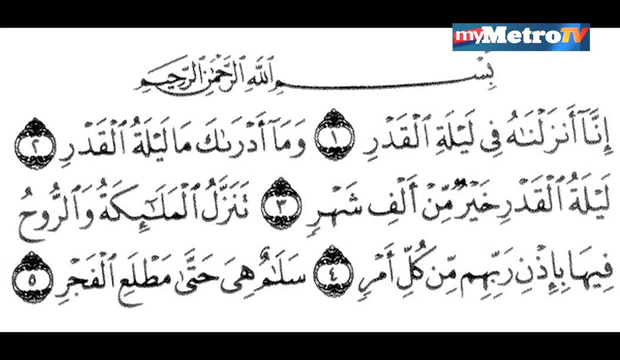 myMetroTV
بِسْمِ اللَّهِ الرَّحْمَٰنِ الرَّحِيمِ
إِنَّآ أَنزَلْنَٰهُ فِى لَيْلَةِ ٱلْقَدْرِ ١ وَمَآ أَدْرَىٰكَ مَا لَيْلَةُ ٱلْقَدْرِ ٢
لَيْلَةُ ٱلْقَدْرِ خَيْرٌ مِّنْ أَلْفِ شَهْرٍ ٣ تَنَزَّلُ ٱلْمَلَٰٓئِكَةُ وَٱلرُّوحُ
فِيهَا بِإِذْنِ رَبِّهِم مِّن كُلِّ أَمْرٍ ٤ سَلَٰمٌ هِىَ حَتَّىٰ مَطْلَعِ ٱلْفَجْرِ ٥